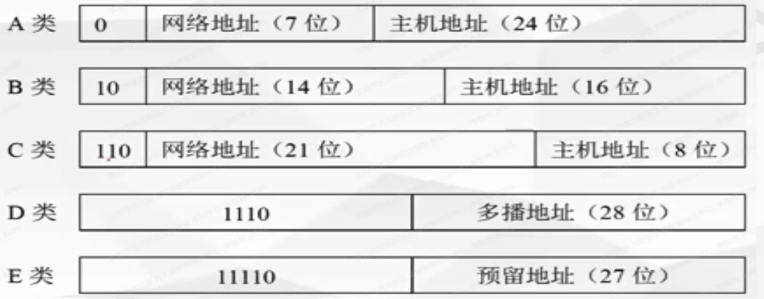 A 类 0 网络地址（7 位） 主机地址（24 位）
B 类 10 网络地址（14 位） 主机地址（16 位）
C 类 110 网络地址（21 位） 主机地址（8 位）
D 类 1110 多播地址（28 位）
E 类 11110 预留地址（27 位）